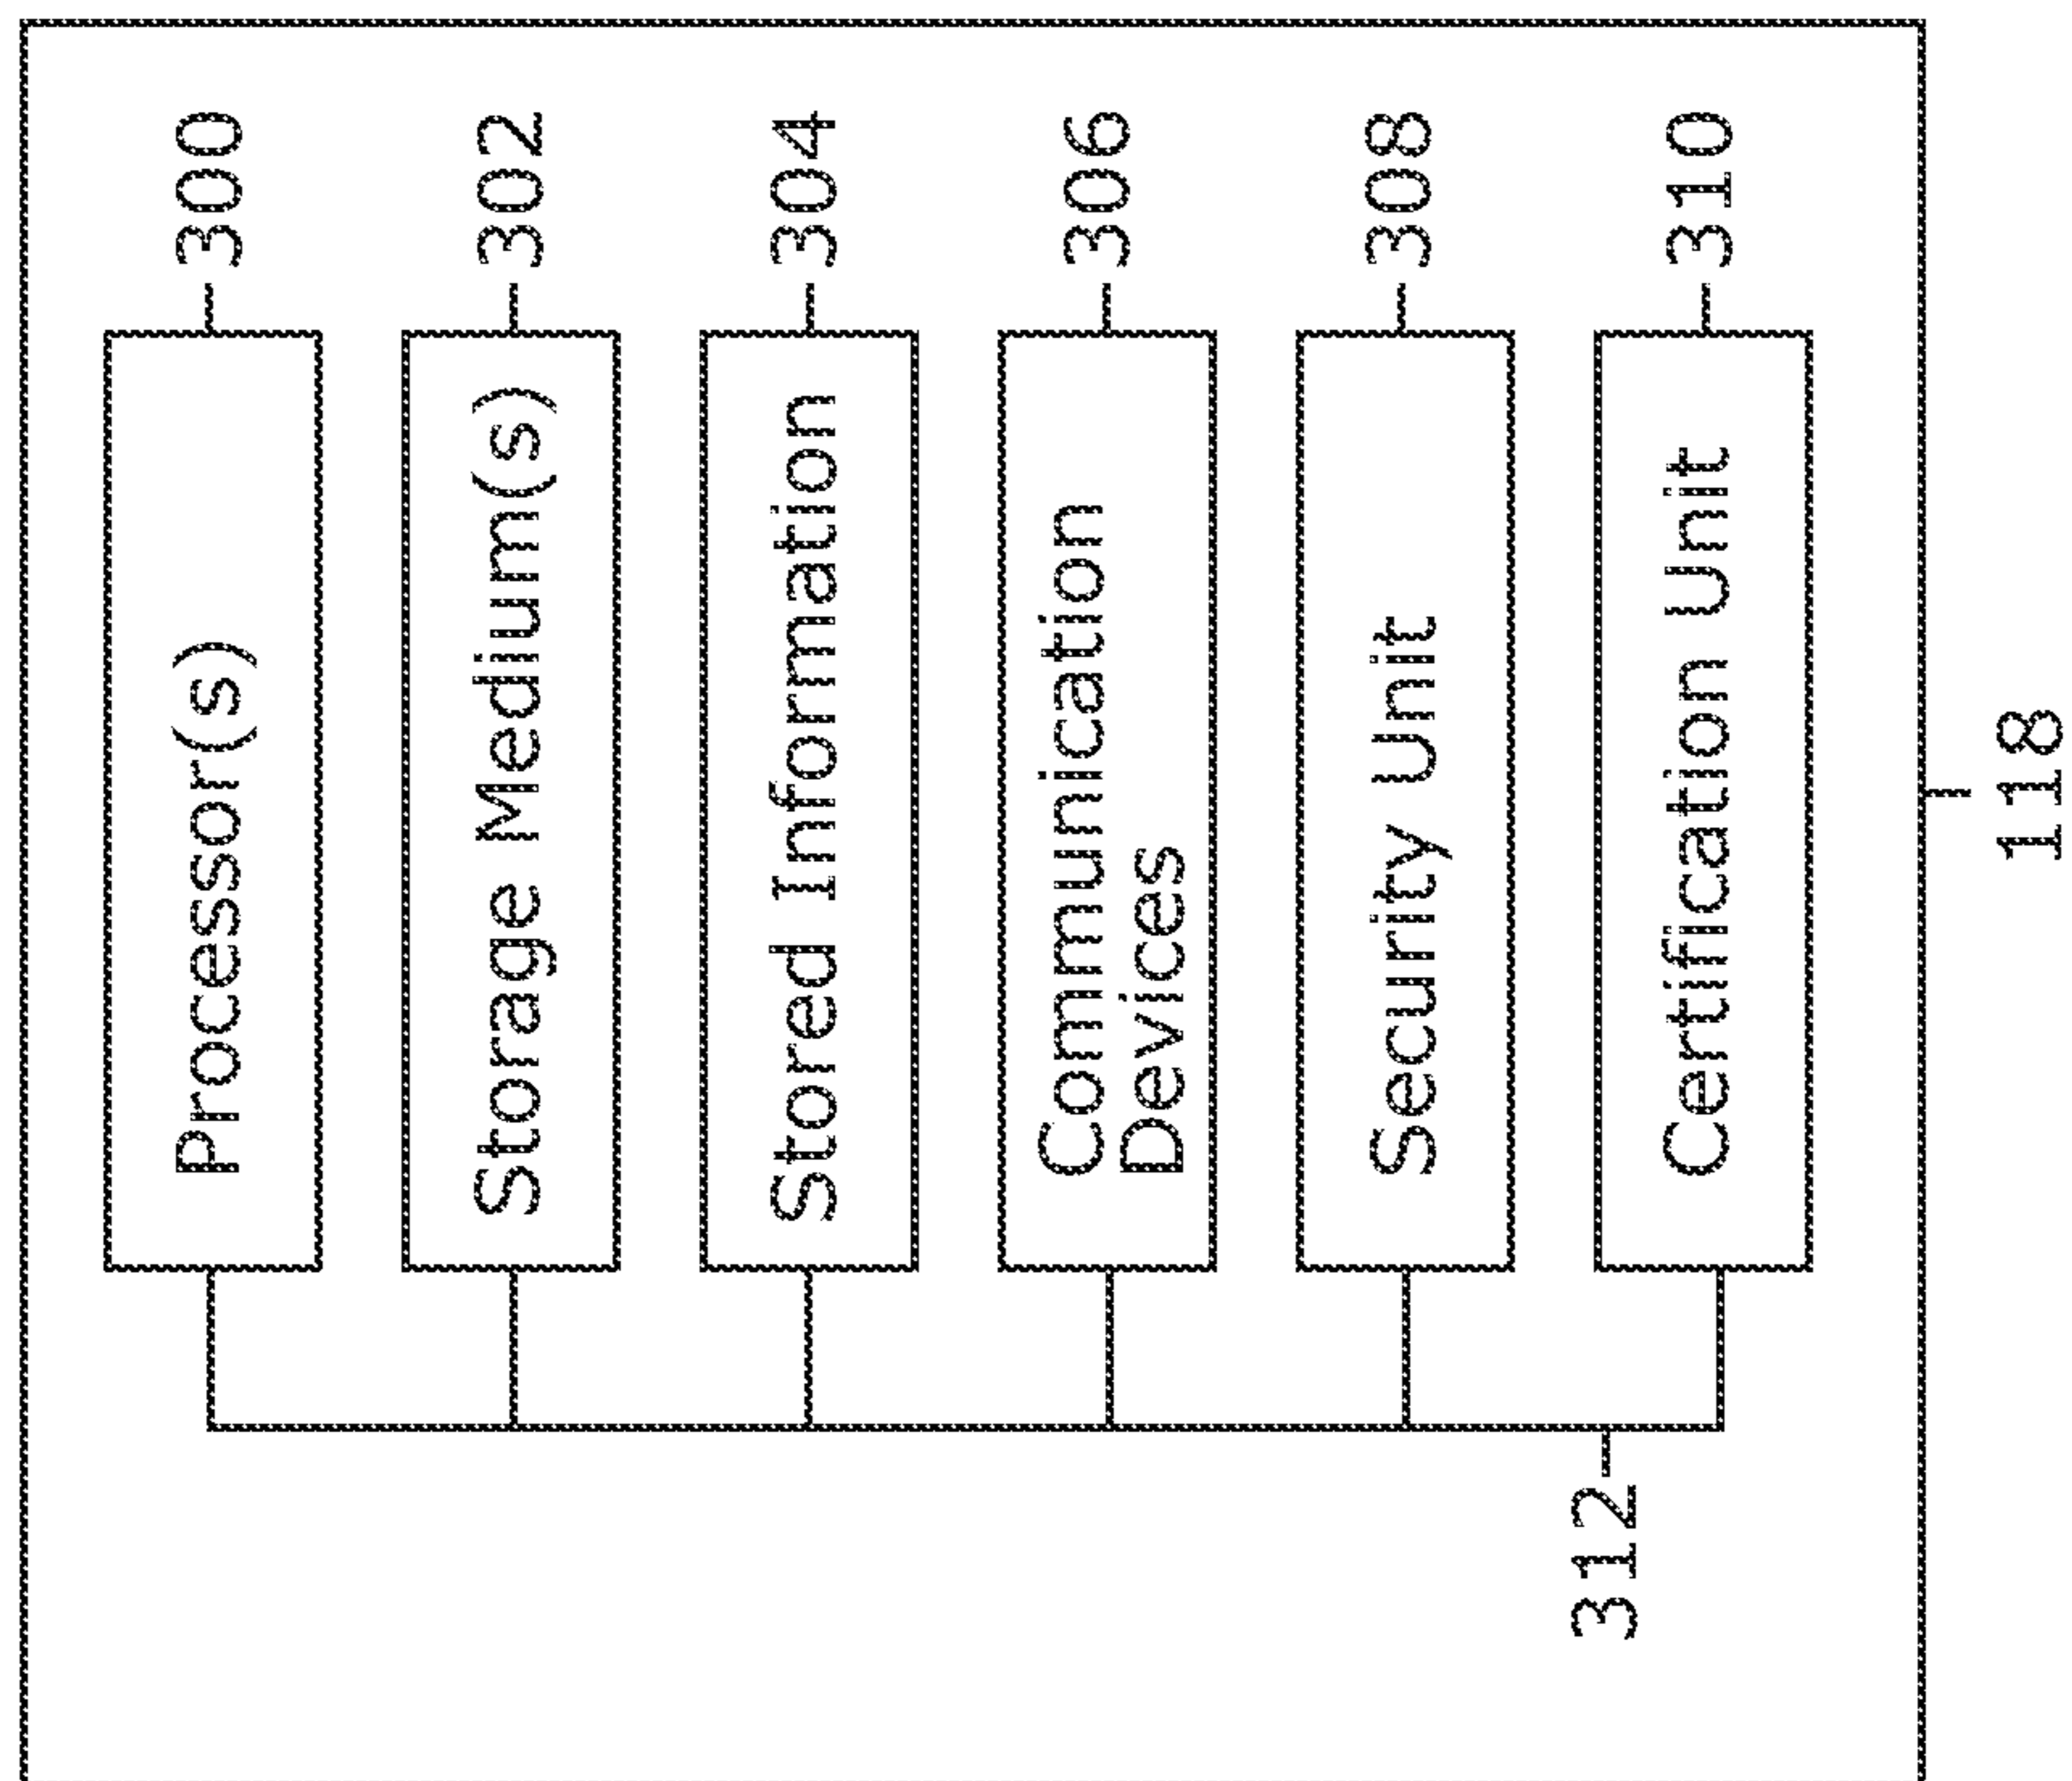 Processor(s)
300
Storage Medium(s)
302
Stored Information
304
Communication
Devices
306
Security Unit
308
Certification Unit
310
312
118